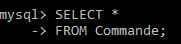 mysql> SELECT *
    -> FROM Commande;